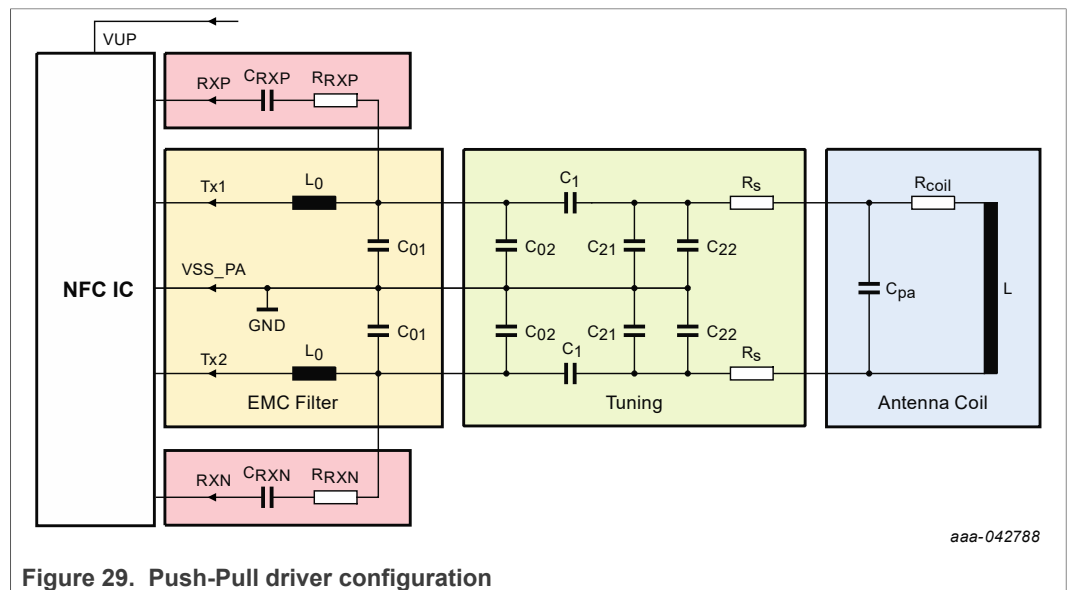 VUP
RXP
CRXP
RRXP
Tx1
L0
C1
Rs
Rcoil
C01
C02
C21
C22
VSS_PA
NFC IC
GND
Cpa
L
C01
C02
C21
C22
Tx2
L0
C1
Rs
EMC Filter
Tuning
Antenna Coil
RXN
CRXN
RRXN
aaa-042788
Figure 29. Push-Pull driver configuration